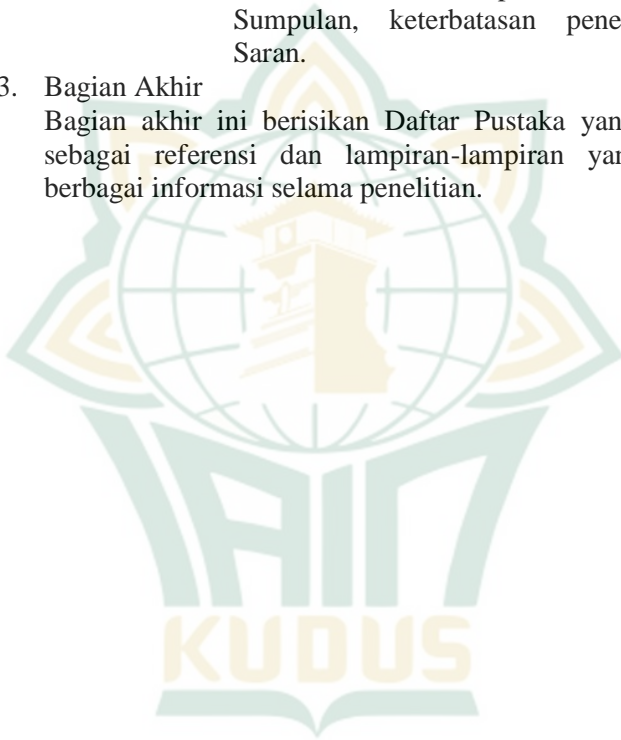 Sumpulan, keterbatasan pene
Saran.
3. Bagian Akhir
Bagian akhir ini berisikan Daftar Pustaka yan
sebagai referensi dan lampiran-lampiran yan
berbagai informasi selama penelitian.
IAIN
KUDUS